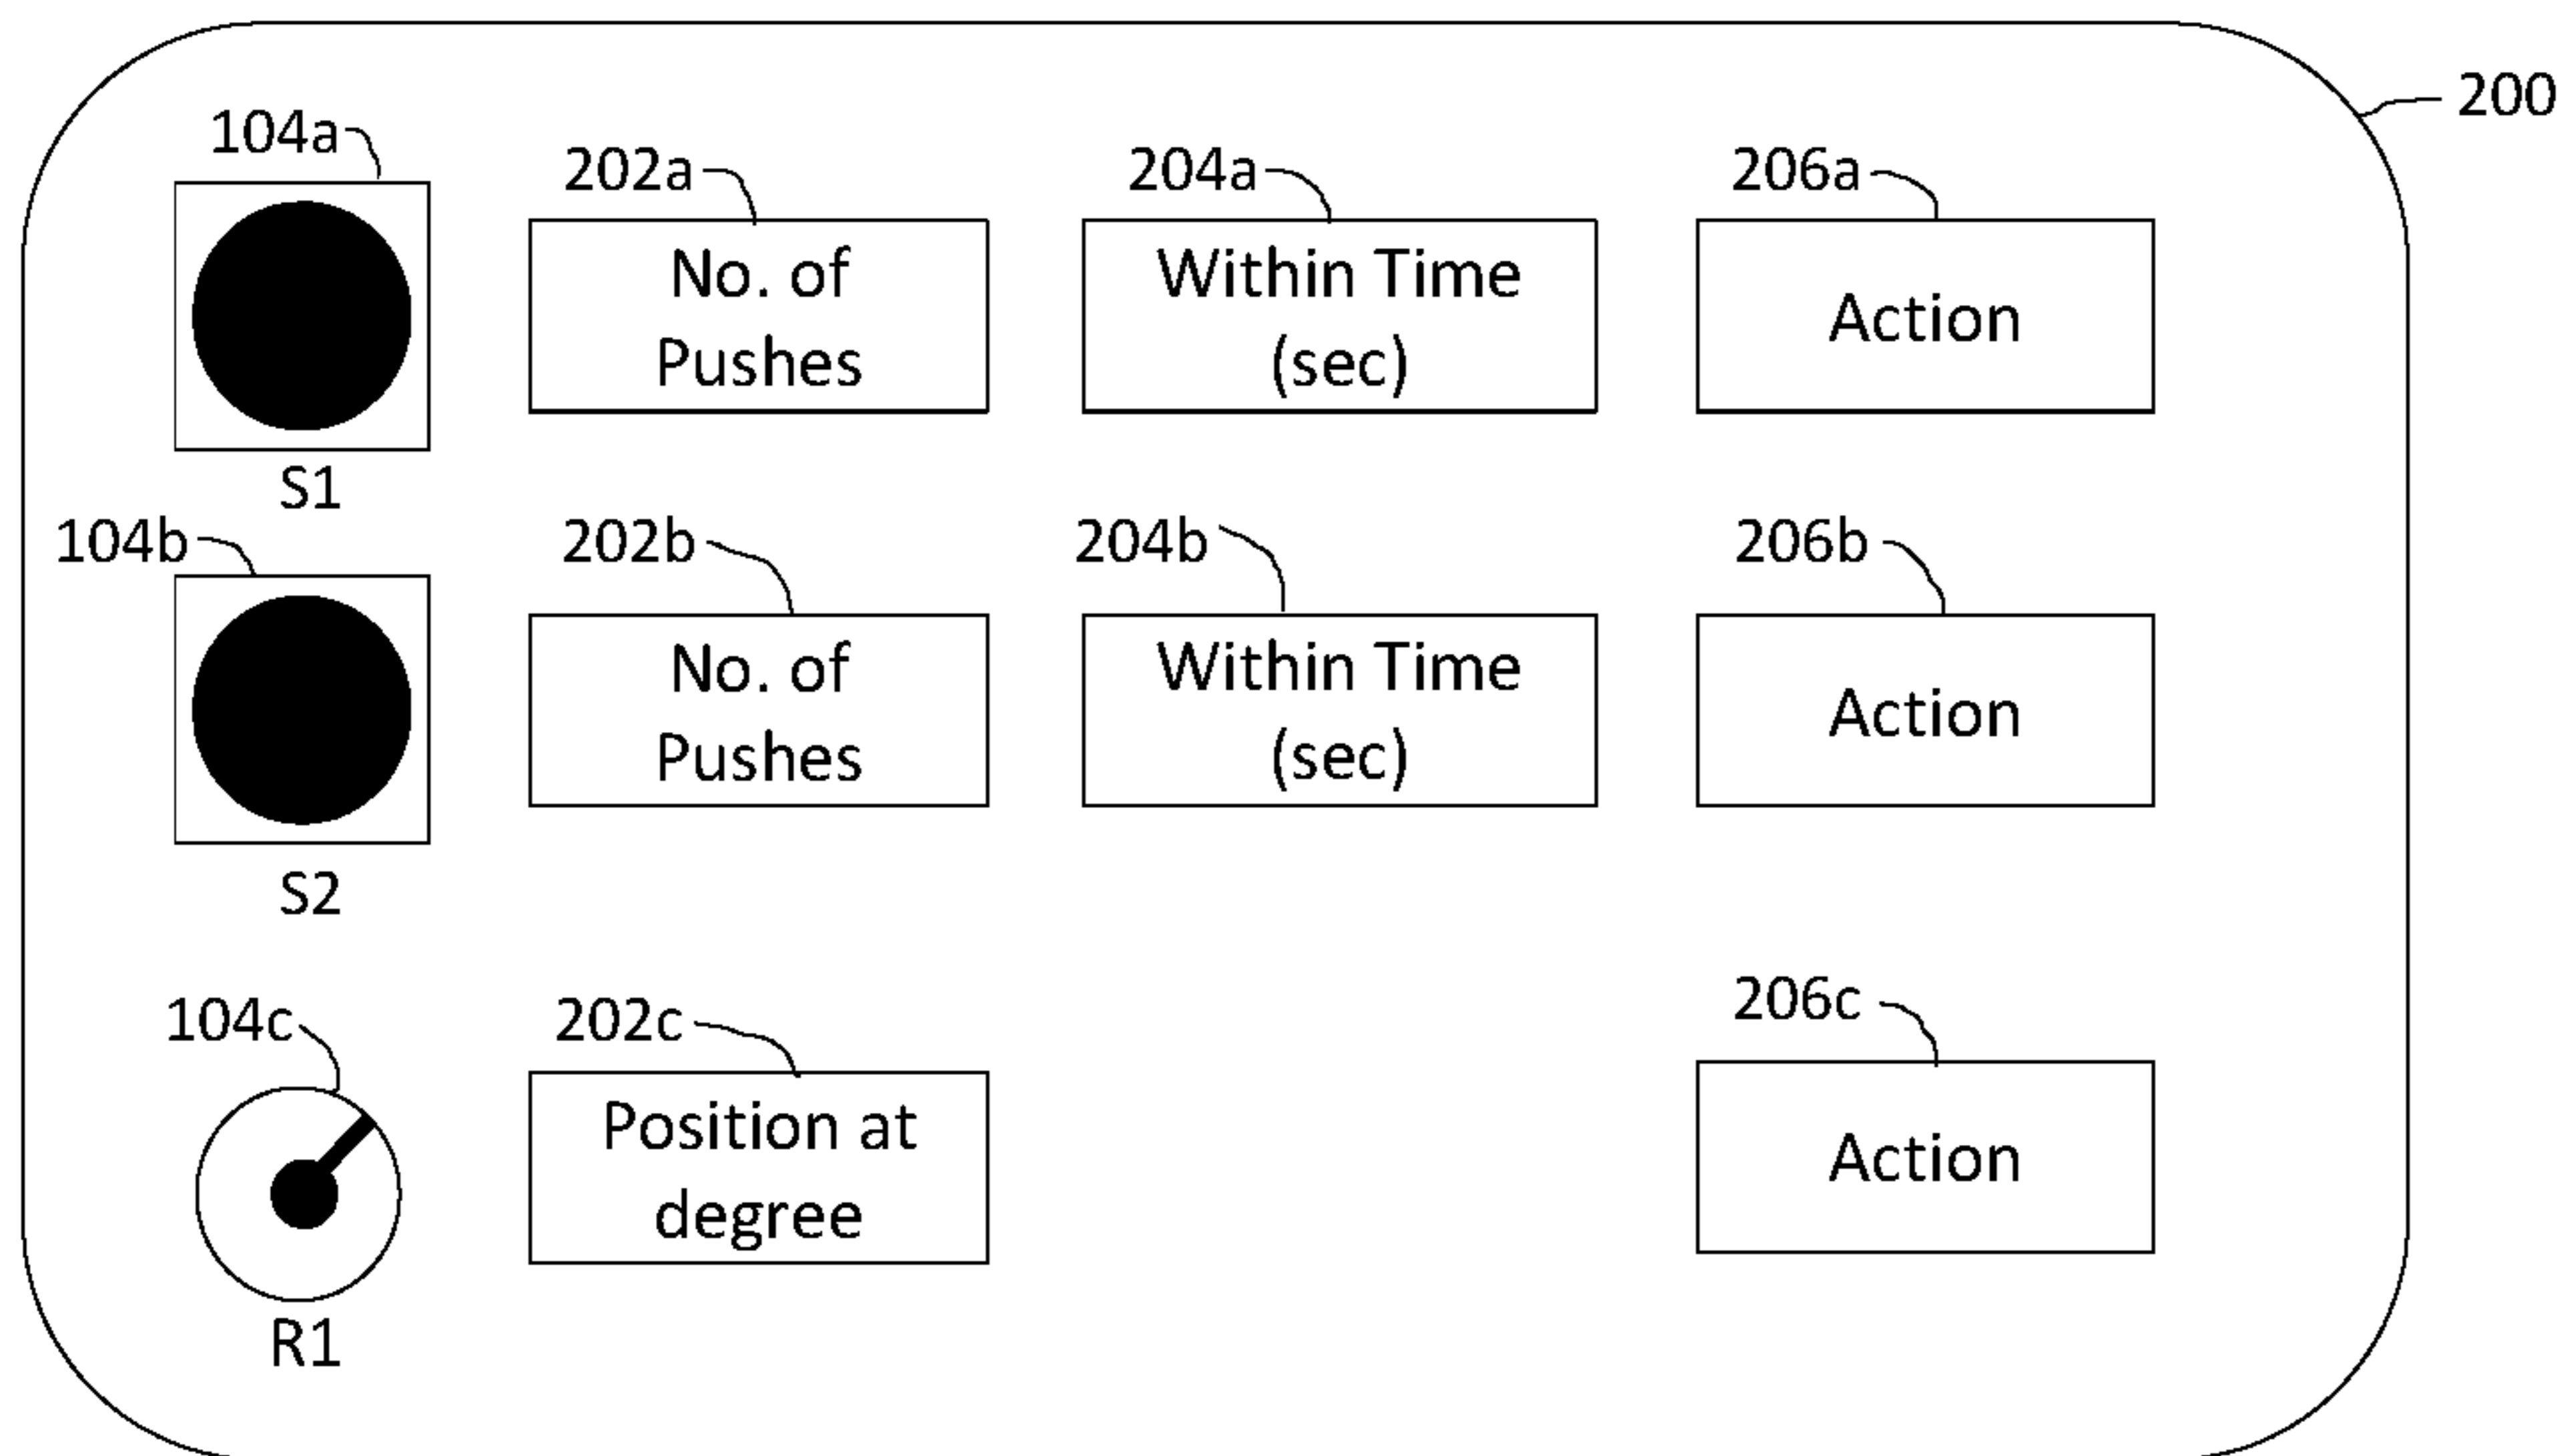 200
104a
202a
204a
206a
No. of
Pushes
Within Time
(sec)
Action
S1
104b
202b
204b
206b
No. of
Pushes
Within Time
(sec)
Action
S2
104c
202c
206c
Position at
degree
Action
R1